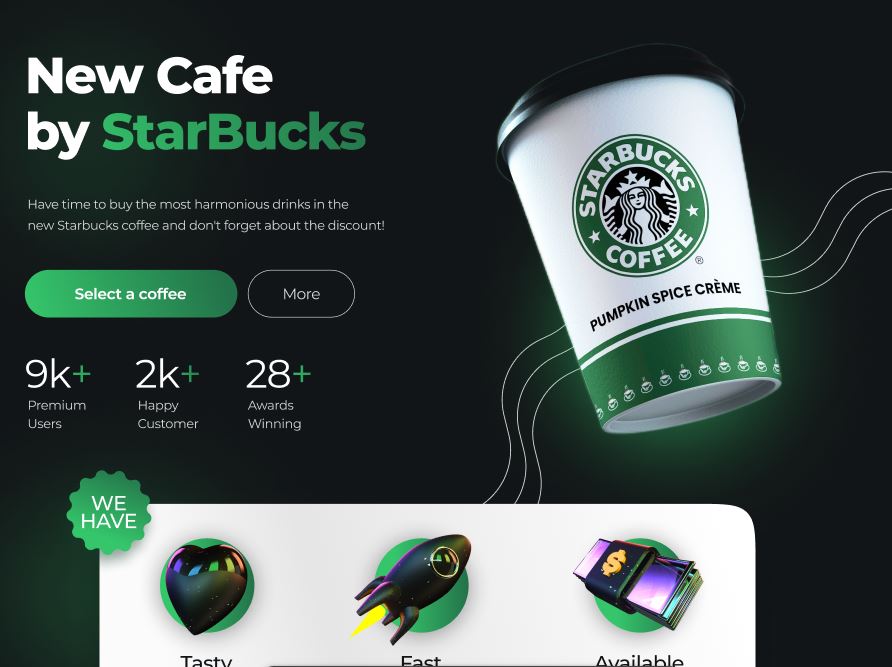 New Cafe
by StarBucks
Have time to buy the most harmonious drinks in the
new Starbucks coffee and don't forget about the discount!
Select a coffee
More
9k+
2k+
28+
Premium
Users
Happy
Customer
Awards
Winning
STARBUCKS
COFFEE
®
PUMPKIN SPICE CRÈME
WE
HAVE
$
Tasty
Fast
Available